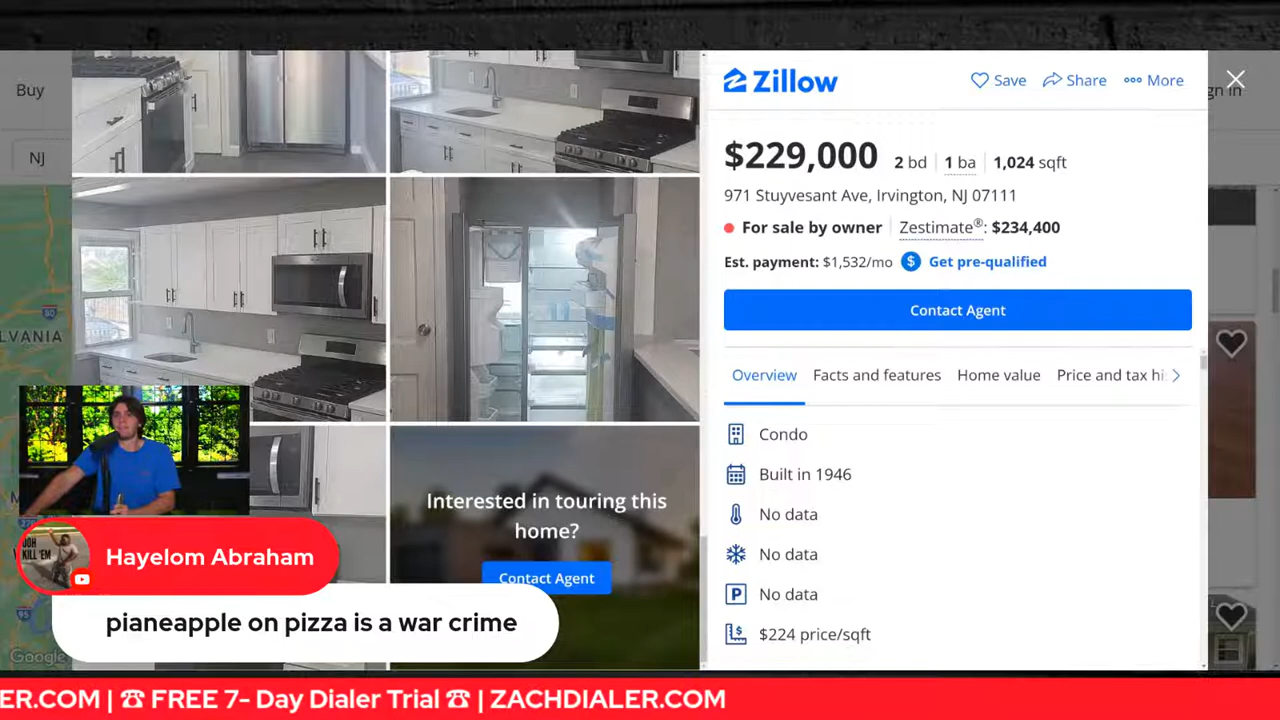 Buy
gn in
NJ
LVANIA
80
Google
Zillow
Save
Share
More
$229,000
2 bd
1 ba
1,024 sqft
971 Stuyvesant Ave, Irvington, NJ 07111
For sale by owner
Zestimate®: $234,400
Est. payment: $1,532/mo
$ Get pre-qualified
Contact Agent
Overview
Facts and features
Home value
Price and tax hi
Condo
Built in 1946
No data
No data
P No data
$224 price/sqft
Interested in touring this
home?
Contact Agent
Hayelom Abraham
pianeapple on pizza is a war crime
ER.COM | ☎ FREE 7- Day Dialer Trial ☎ | ZACHDIALER.COM